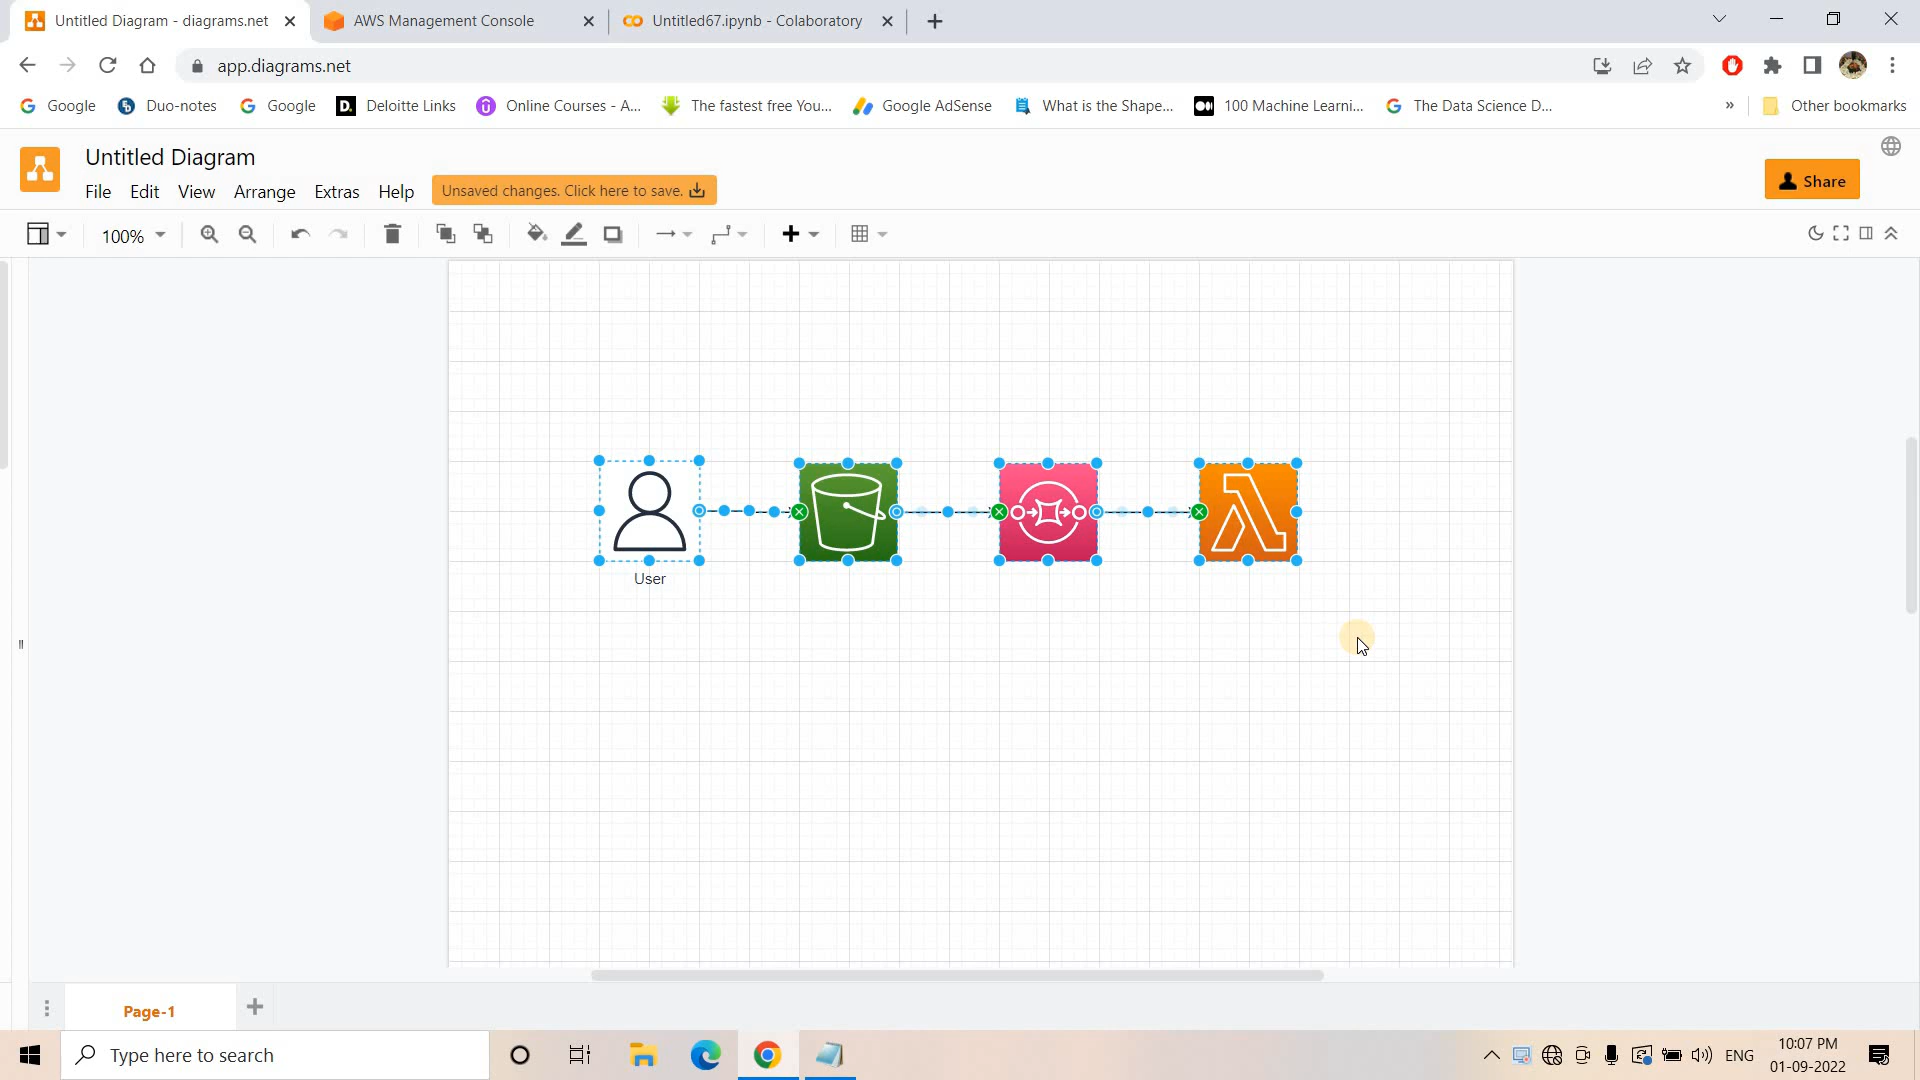 Untitled Diagram - diagrams.net
AWS Management Console
Untitled67.ipynb - Colaboratory
app.diagrams.net
Google
Duo-notes
Google
Deloitte Links
Online Courses - A...
The fastest free You...
Google AdSense
What is the Shape...
100 Machine Learni...
The Data Science D...
»
Other bookmarks
Untitled Diagram
File
Edit
View
Arrange
Extras
Help
Unsaved changes. Click here to save.
Share
100%
User
Page-1
Type here to search
ENG
10:07 PM
01-09-2022